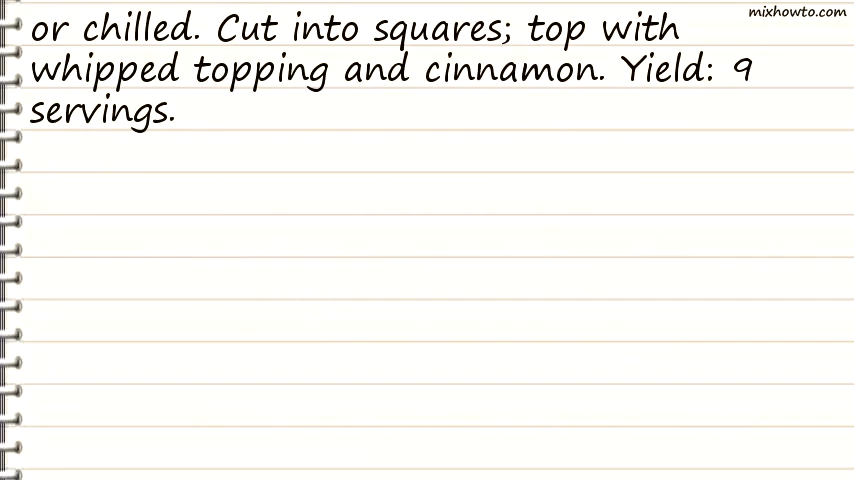 mixhowto.com
or chilled. Cut into squares; top with
whipped topping and cinnamon. Yield: 9
servings.